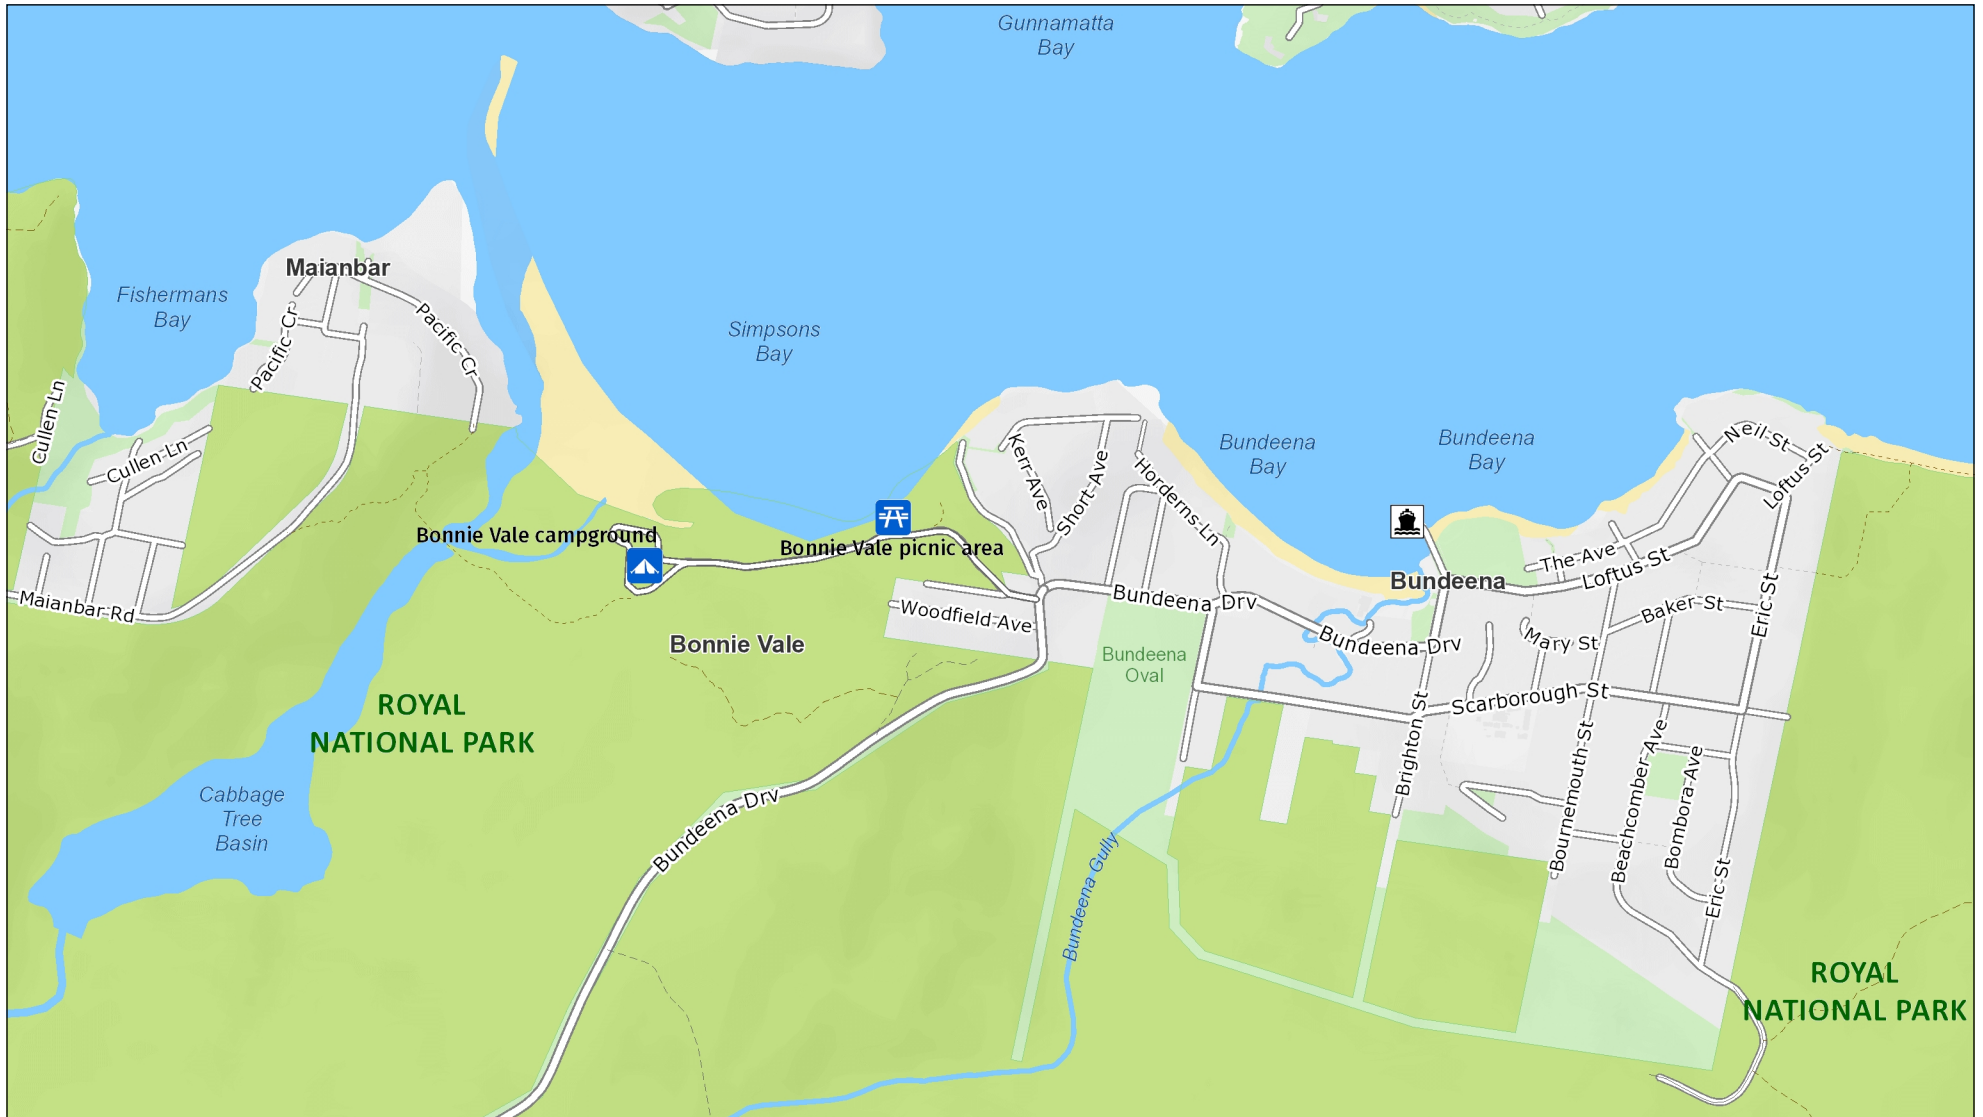 Gunnamatta
Bay
Maianbar
Fishermans
Bay
Pacific Cr
Pacific Cr
Simpsons
Bay
Cullen Ln
Cullen Ln
Kerr Ave
Short Ave
Horderns Ln
Bundeena
Bay
Bundeena
Bay
Neil St
Loftus St
Bonnie Vale campground
Bonnie Vale picnic area
The Ave
Loftus St
Bundeena
Maianbar Rd
Woodfield Ave
Bundeena Drv
Bundeena Drv
Baker St
Eric St
Mary St
Bonnie Vale
Bundeena
Oval
ROYAL
NATIONAL PARK
Scarborough St
Brighton St
Bournemouth St
Beachcomber Ave
Bombora Ave
Cabbage
Tree
Basin
Bundeena Drv
Bundeena Gully
Eric St
ROYAL
NATIONAL PARK